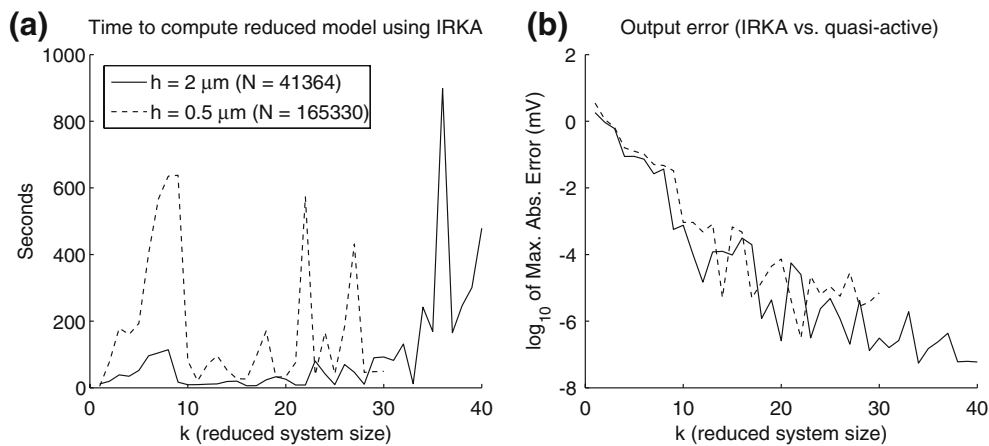 (a) Time to compute reduced model using IRKA
1000
800
600
400
200
0
Seconds
h = 2 μm (N = 41364)
h = 0.5 μm (N = 165330)
0 10 20 30 40
k (reduced system size)
(b) Output error (IRKA vs. quasi-active)
2
0
-2
-4
-6
-8
log10 of Max. Abs. Error (mV)
0 10 20 30 40
k (reduced system size)